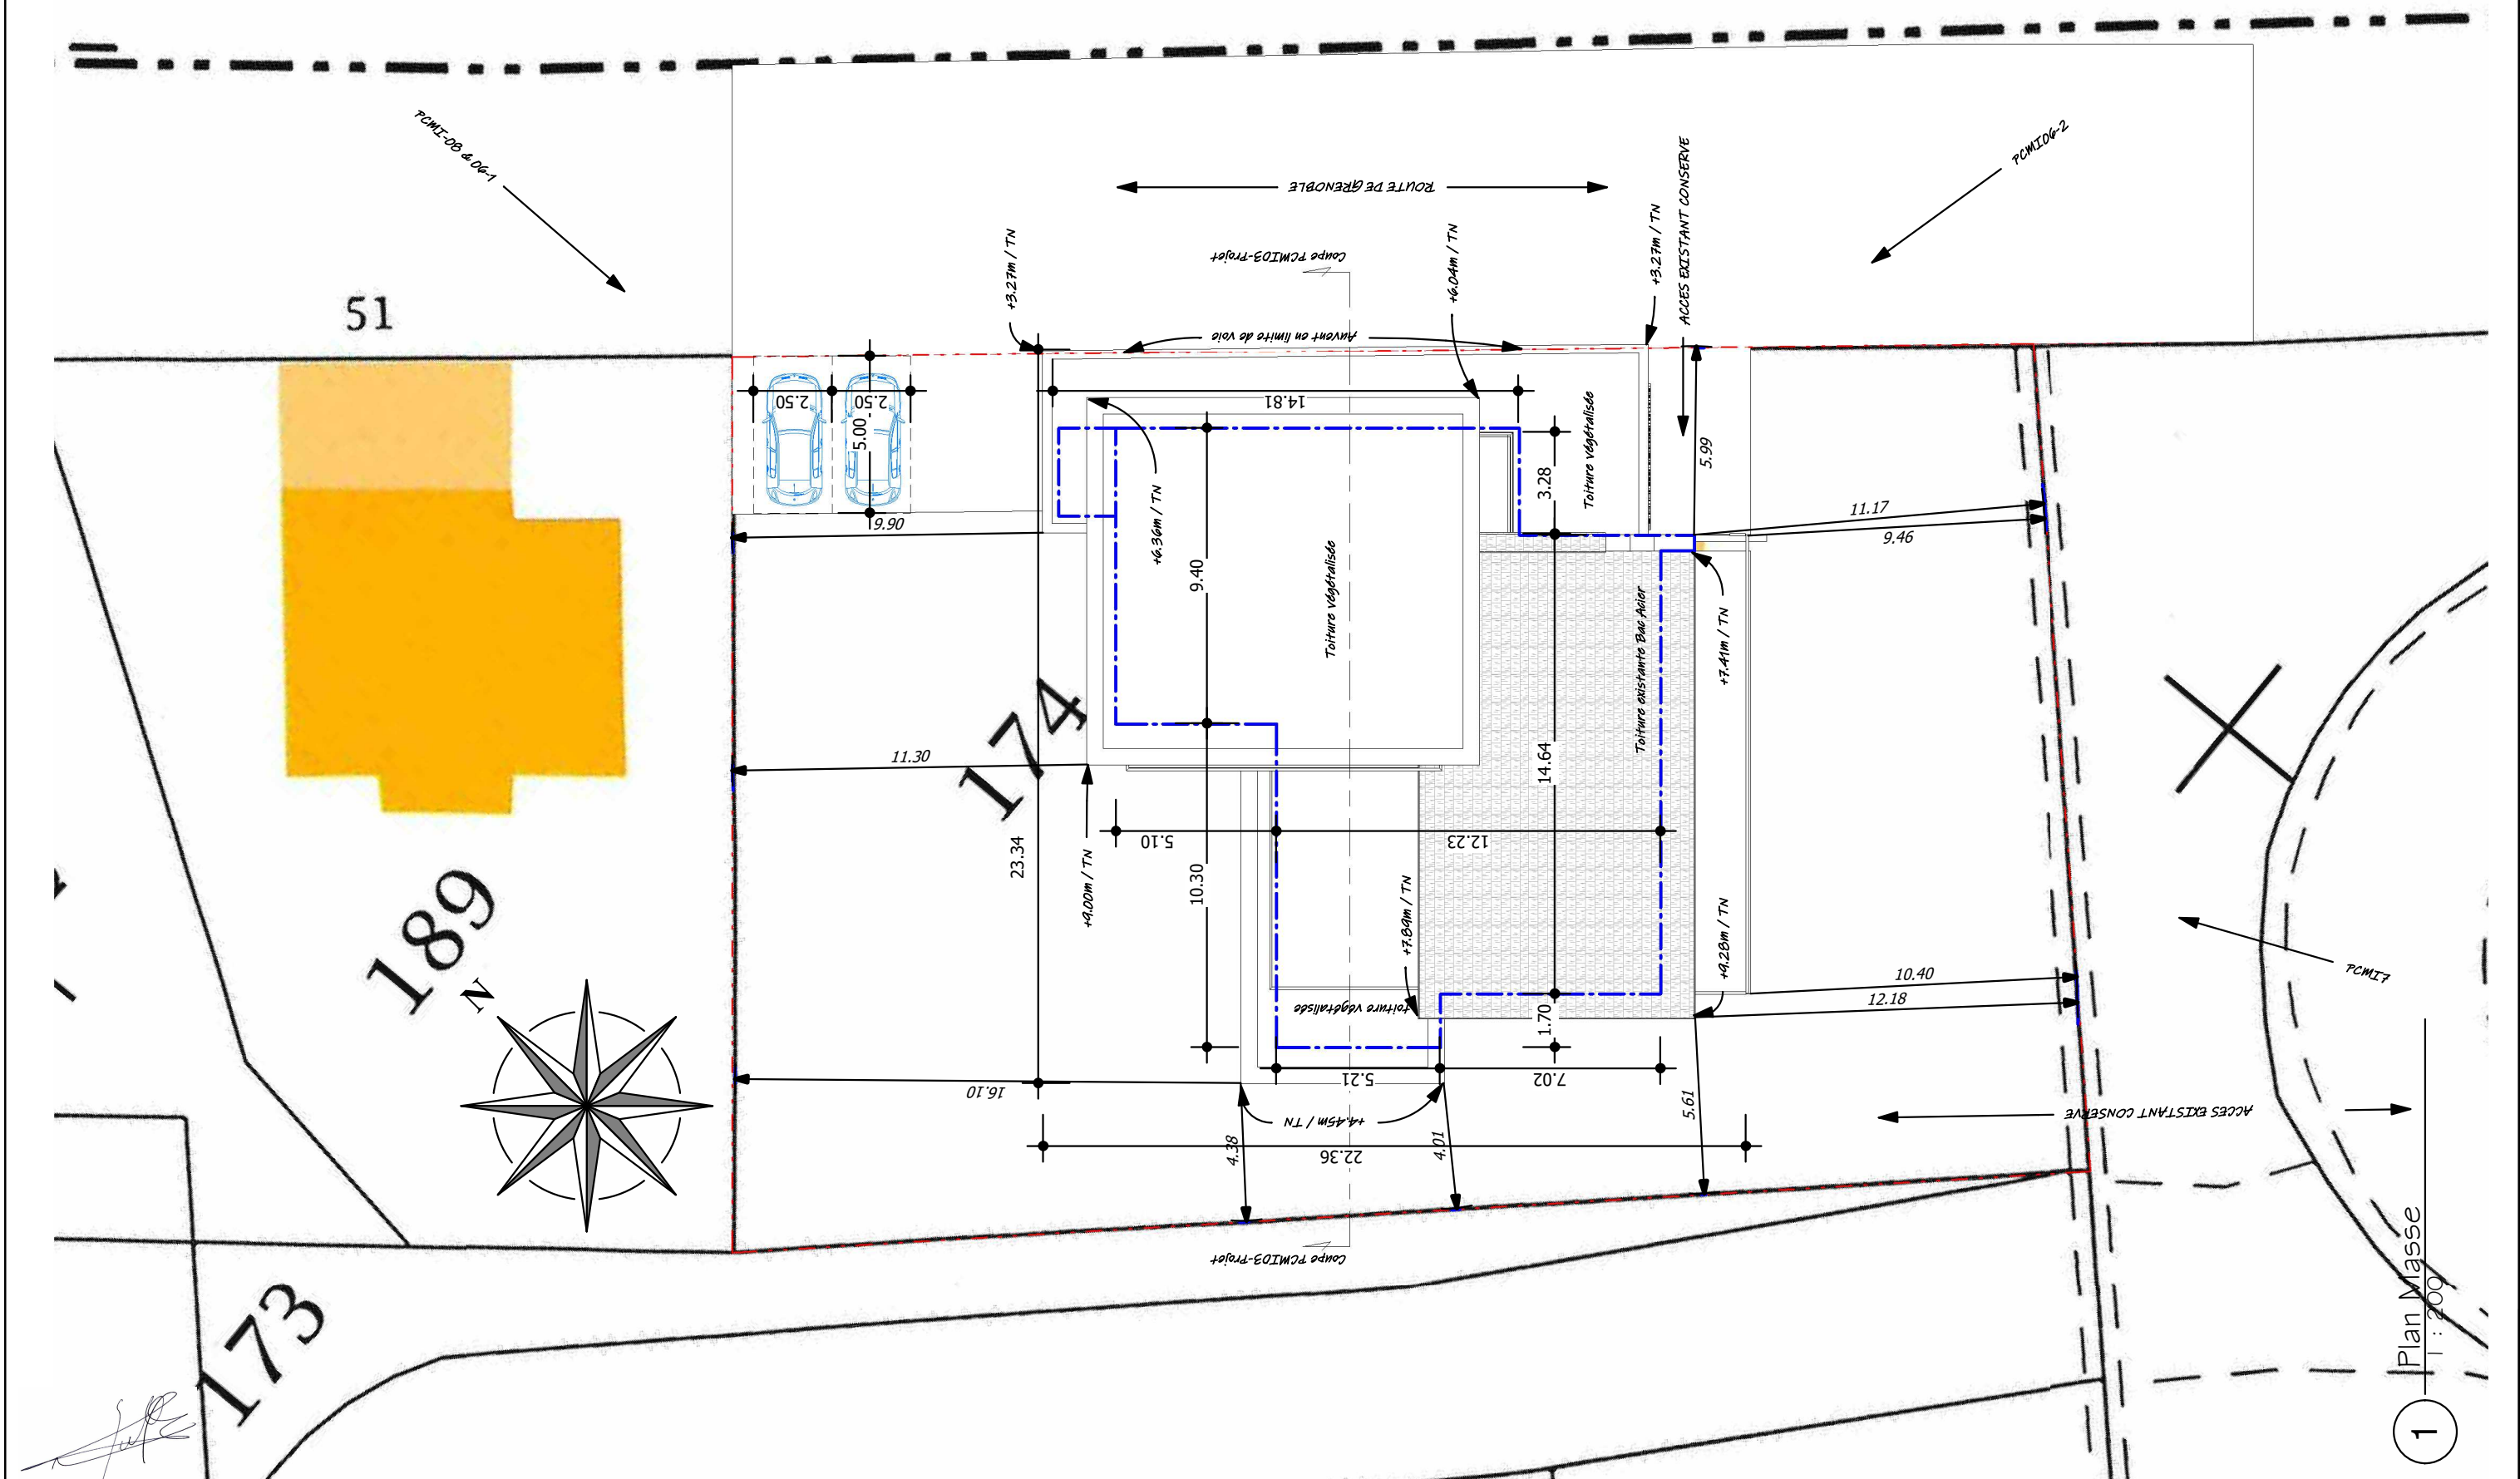 PCMI-08 & 06-1
PCMI06-2
ROUTE DE GRENOBLE
ACCES EXISTANT CONSERVE
+3.27m / TN
Coupe PCMI03-Projet
+6.04m / TN
+3.27m / TN
51
Auvent en limite de voie
2.50
2.50
5.00
14.81
Toiture végétalisée
5.99
3.28
+6.36m / TN
9.90
11.17
9.46
9.40
Toiture végétalisée
Toiture existante Bac Acier
+7.41m / TN
174
11.30
14.64
23.34
5.10
12.23
+9.00m / TN
10.30
+7.89m / TN
+9.28m / TN
189
N
10.40
12.18
PCMI7
toiture végétalisée
1.70
16.10
5.21
7.02
+4.45m / TN
4.38
4.01
5.61
22.36
ACCES EXISTANT CONSERVE
Coupe PCMI03-Projet
173
Plan Masse
1 : 200
1